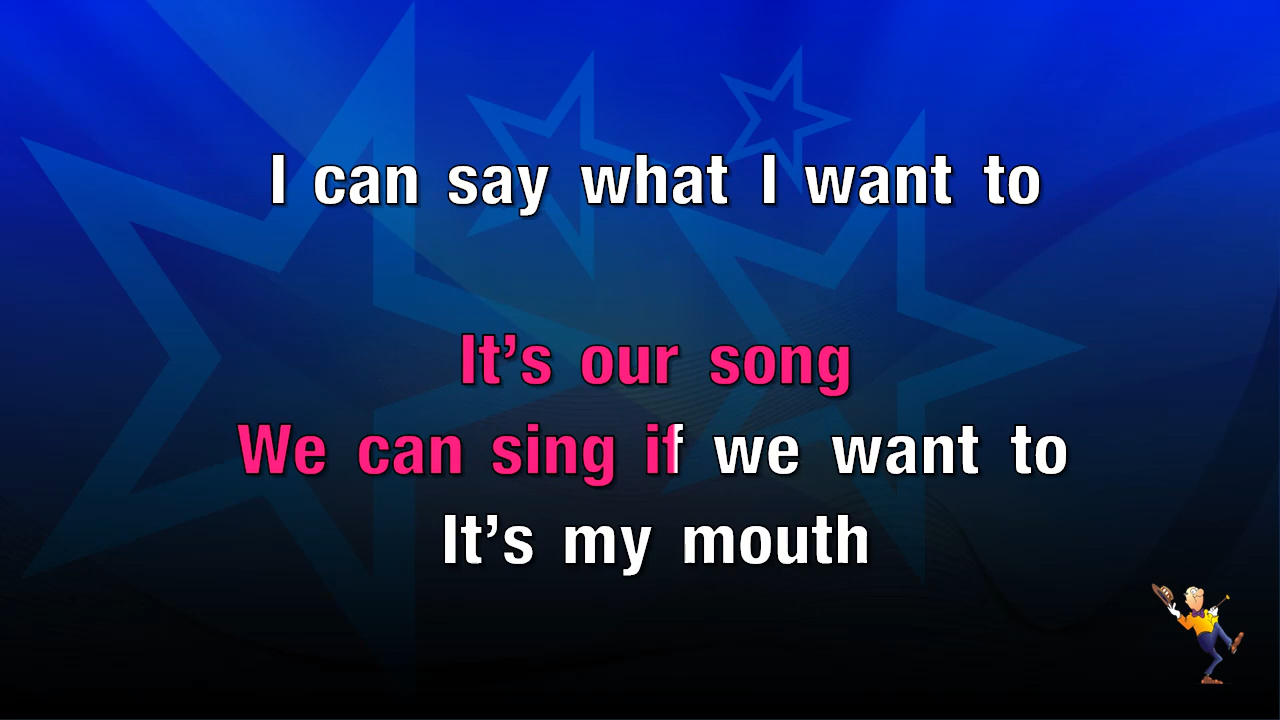 I can say what I want to
It’s our song
We can sing if we want to
It’s my mouth